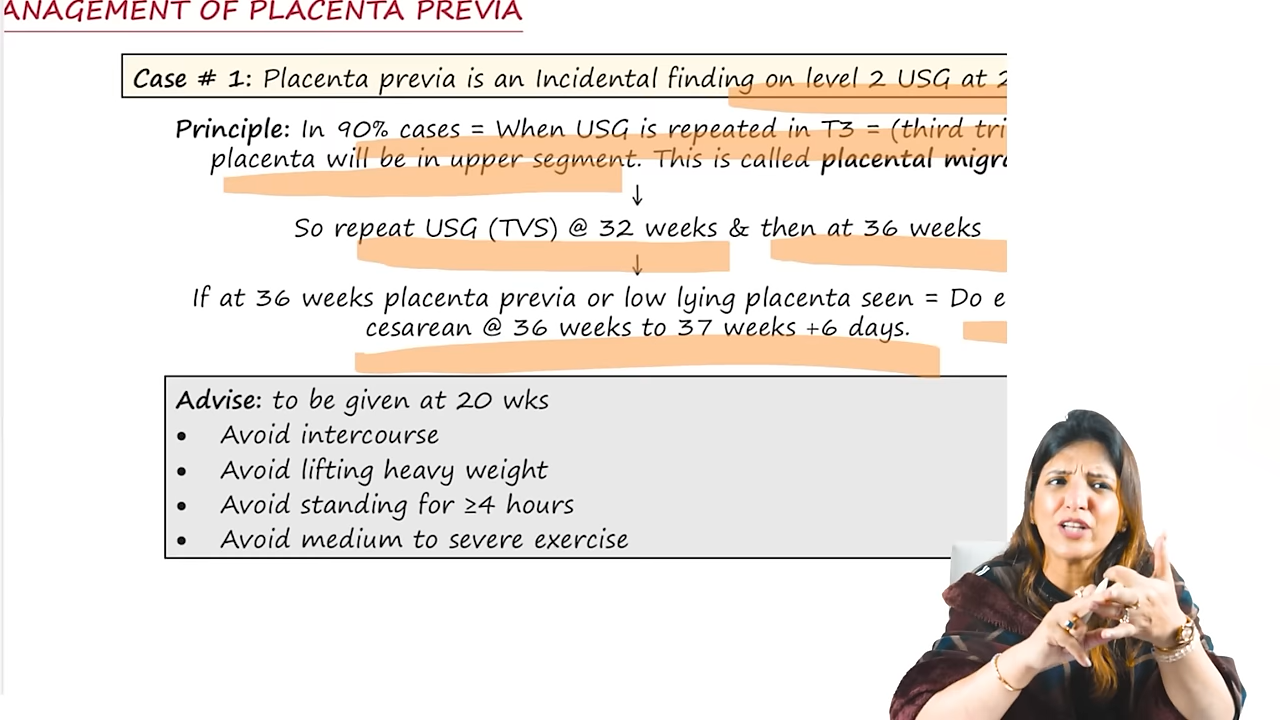 ANAGEMENT OF PLACENTA PREVIA
Case # 1: Placenta previa is an Incidental finding on level 2 USG at 2
Principle: In 90% cases = When USG is repeated in T3 = (third tri
placenta will be in upper segment. This is called placental migra
↓
So repeat USG (TVS) @ 32 weeks & then at 36 weeks
↓
If at 36 weeks placenta previa or low lying placenta seen = Do e
cesarean @ 36 weeks to 37 weeks +6 days.
Advise: to be given at 20 wks
• Avoid intercourse
• Avoid lifting heavy weight
• Avoid standing for ≥4 hours
• Avoid medium to severe exercise